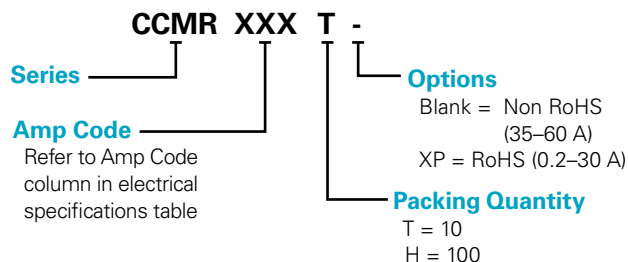 CCMR XXX T -
Series
Amp Code
Refer to Amp Code
column in electrical
specifications table
Options
Blank = Non RoHS
(35–60 A)
XP = RoHS (0.2–30 A)
Packing Quantity
T = 10
H = 100